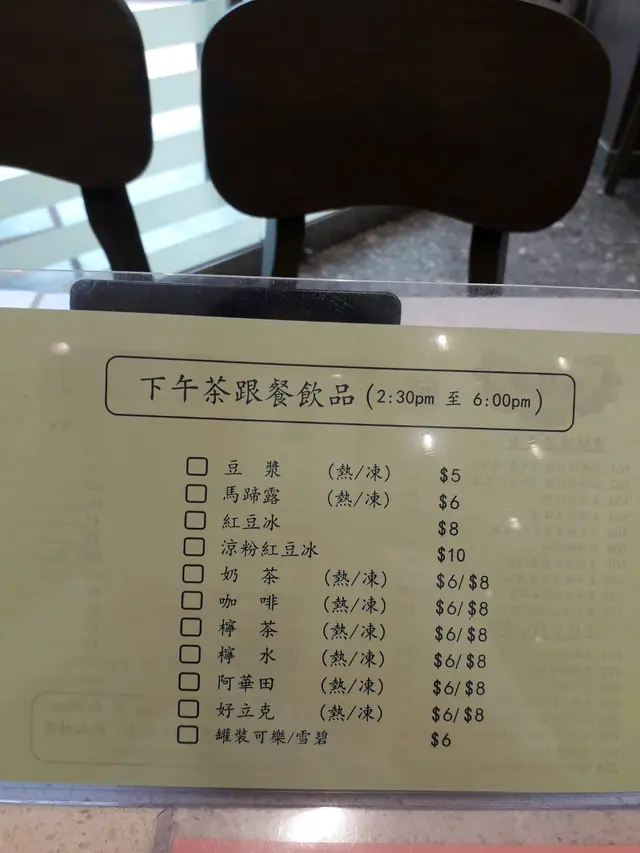 下午茶跟餐飲品(2:30pm 至 6:00pm)
豆 漿 (熱/凍) $5
馬蹄露 (熱/凍) $6
紅豆冰 $8
涼粉紅豆冰 $10
奶 茶 (熱/凍) $6/$8
咖 啡 (熱/凍) $6/$8
檸 茶 (熱/凍) $6/$8
檸 水 (熱/凍) $6/$8
阿華田 (熱/凍) $6/$8
好立克 (熱/凍) $6/$8
罐裝可樂/雪碧 $6